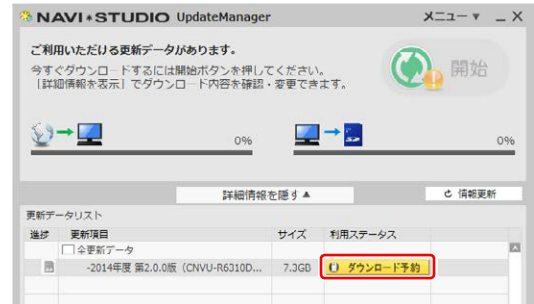 NAVI*STUDIO UpdateManager
メニュー ▼ _ X
ご利用いただける更新データがあります。
今すぐダウンロードするには開始ボタンを押してください。
[詳細情報を表示] でダウンロード内容を確認・変更できます。
開始
0%
0%
詳細情報を隠す▲
情報更新
更新データリスト
進捗 更新項目 サイズ 利用ステータス
全更新データ
-2014年度 第2.0.0版 (CNVU-R6310D... 7.3GB ダウンロード予約